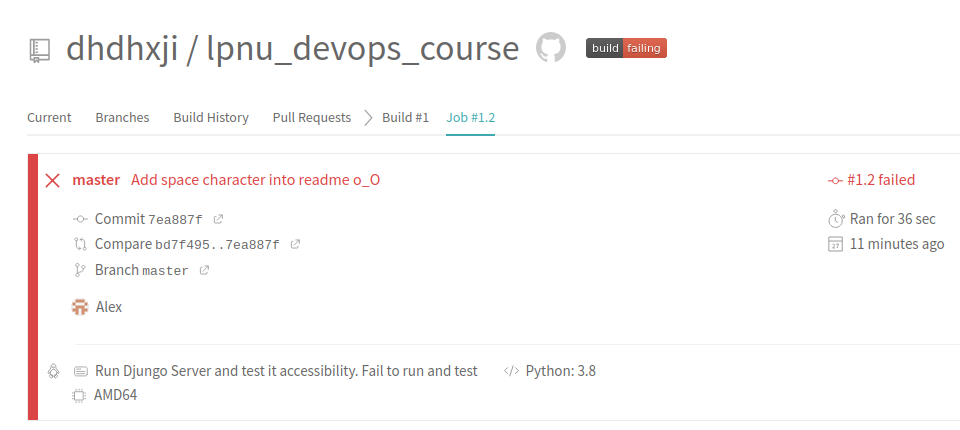 dhdhxji / lpnu_devops_course build failing
Current Branches Build History Pull Requests Build #1 Job #1.2
master Add space character into readme o_O #1.2 failed
Commit 7ea887f Ran for 36 sec
Compare bd7f495..7ea887f 11 minutes ago
27
Branch master
Alex
Run Djungo Server and test it accessibility. Fail to run and test Python: 3.8
AMD64